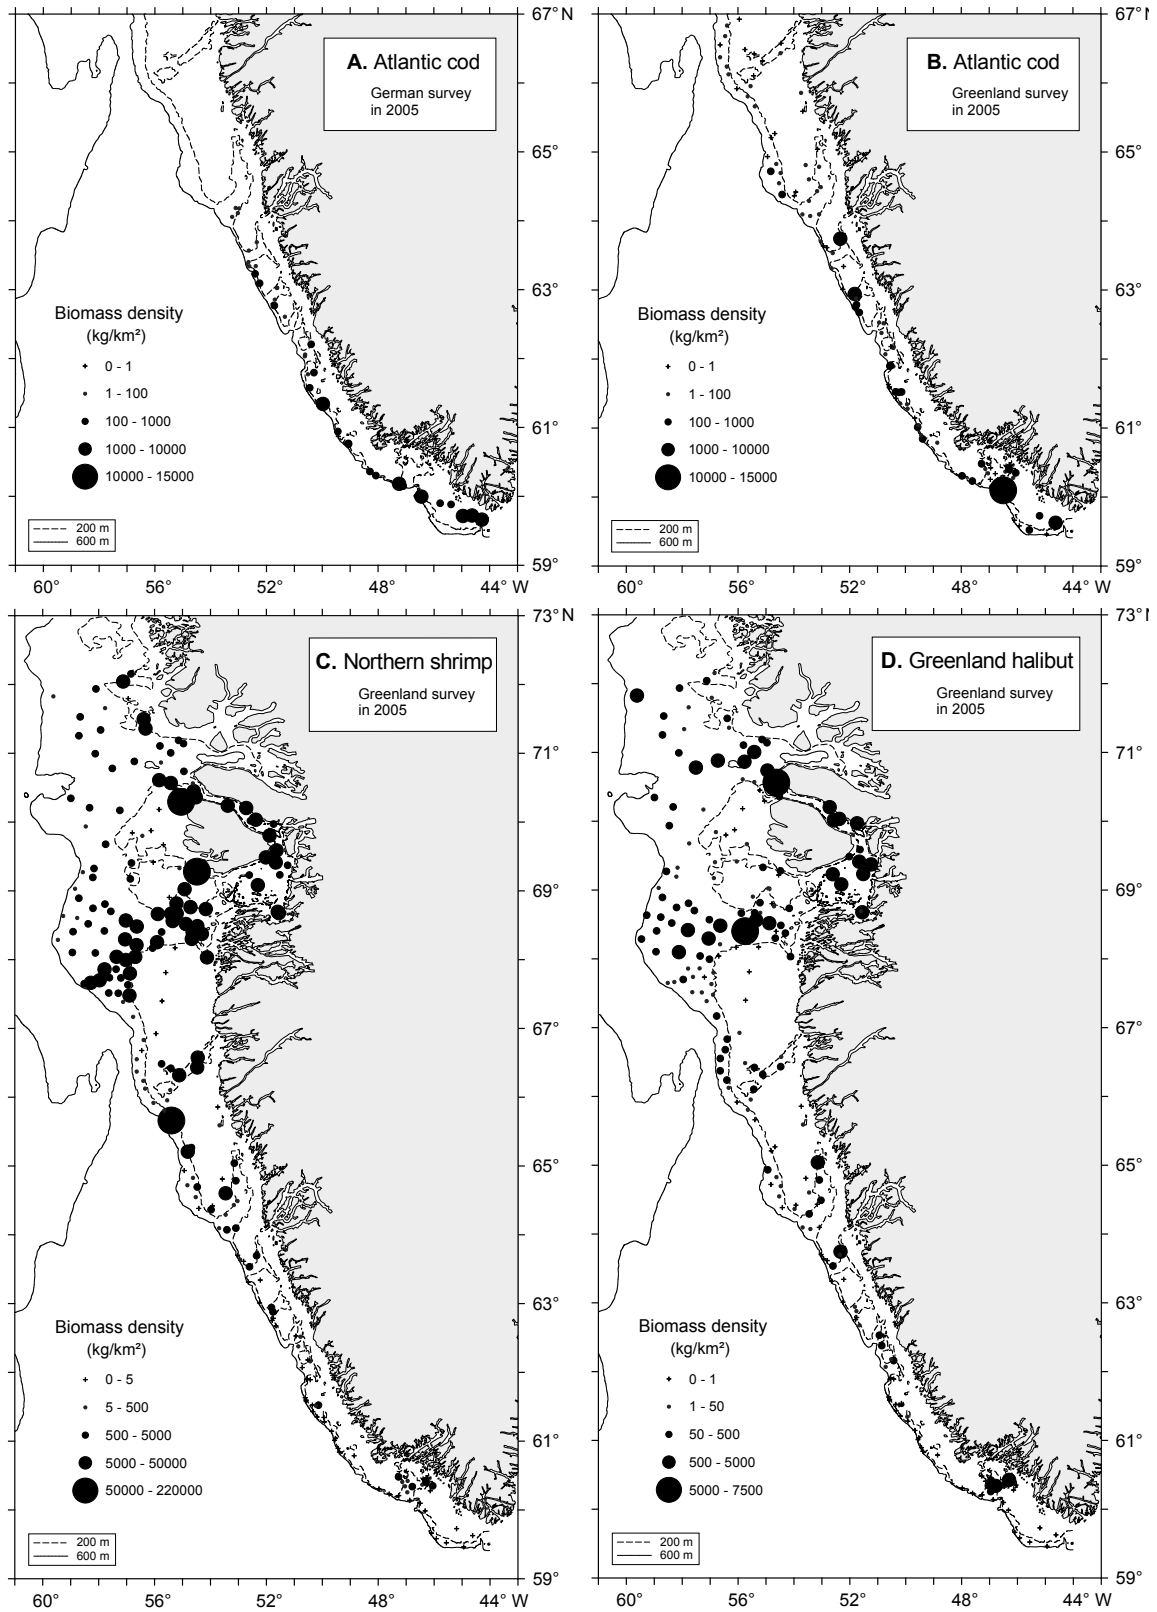 67° N
65°
63°
61°
59°
A. Atlantic cod
German survey
in 2005
Biomass density
(kg/km²)
0 - 1
1 - 100
100 - 1000
1000 - 10000
10000 - 15000
200 m
600 m
60° 56° 52° 48° 44° W
67° N
65°
63°
61°
59°
B. Atlantic cod
Greenland survey
in 2005
Biomass density
(kg/km²)
0 - 1
1 - 100
100 - 1000
1000 - 10000
10000 - 15000
200 m
600 m
60° 56° 52° 48° 44° W
73° N
71°
69°
67°
65°
63°
61°
59°
C. Northern shrimp
Greenland survey
in 2005
Biomass density
(kg/km²)
0 - 5
5 - 500
500 - 5000
5000 - 50000
50000 - 220000
200 m
600 m
60° 56° 52° 48° 44° W
73° N
71°
69°
67°
65°
63°
61°
59°
D. Greenland halibut
Greenland survey
in 2005
Biomass density
(kg/km²)
0 - 1
1 - 50
50 - 500
500 - 5000
5000 - 7500
200 m
600 m
60° 56° 52° 48° 44° W